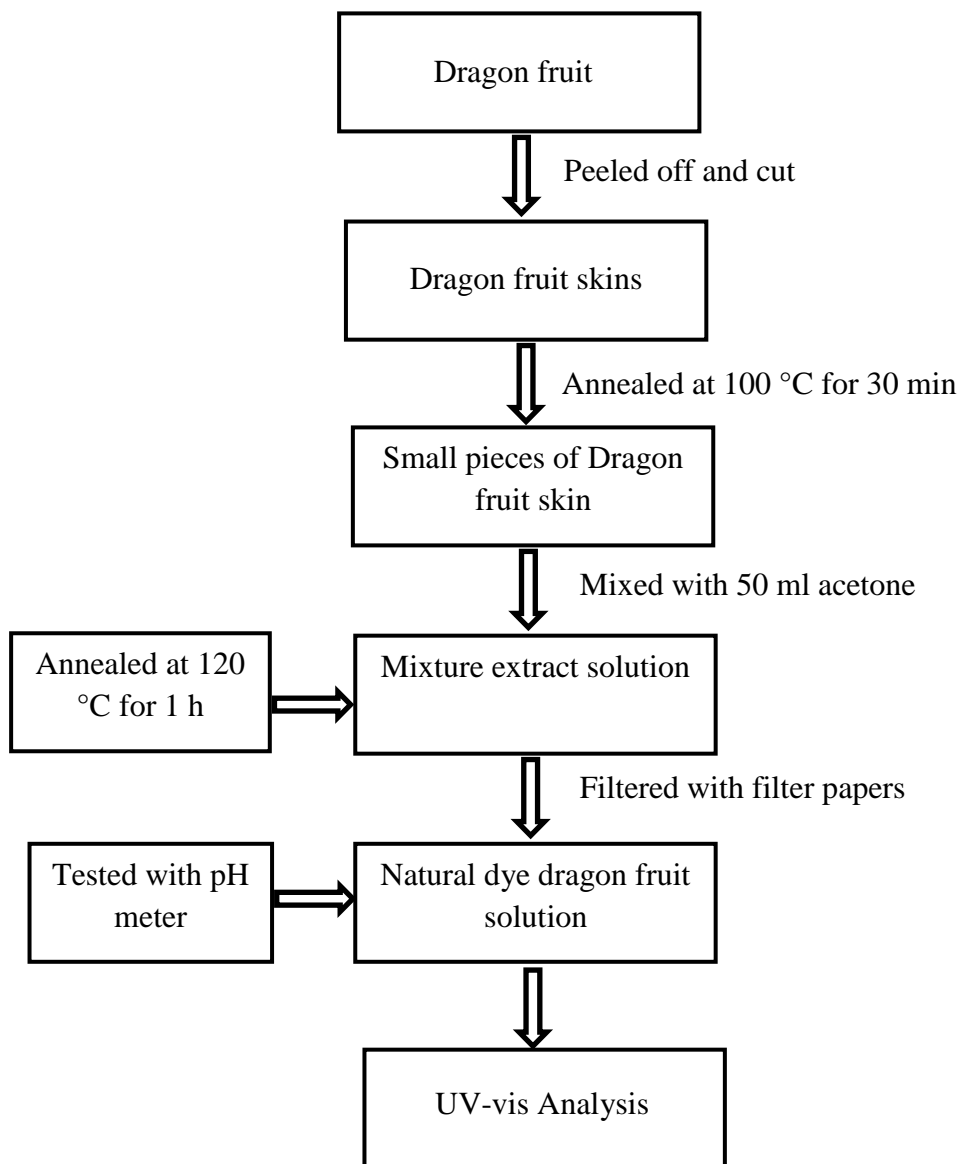 Dragon fruit
Peeled off and cut
Dragon fruit skins
Annealed at 100 °C for 30 min
Small pieces of Dragon
fruit skin
Mixed with 50 ml acetone
Annealed at 120
°C for 1 h
Mixture extract solution
Filtered with filter papers
Tested with pH
meter
Natural dye dragon fruit
solution
UV-vis Analysis